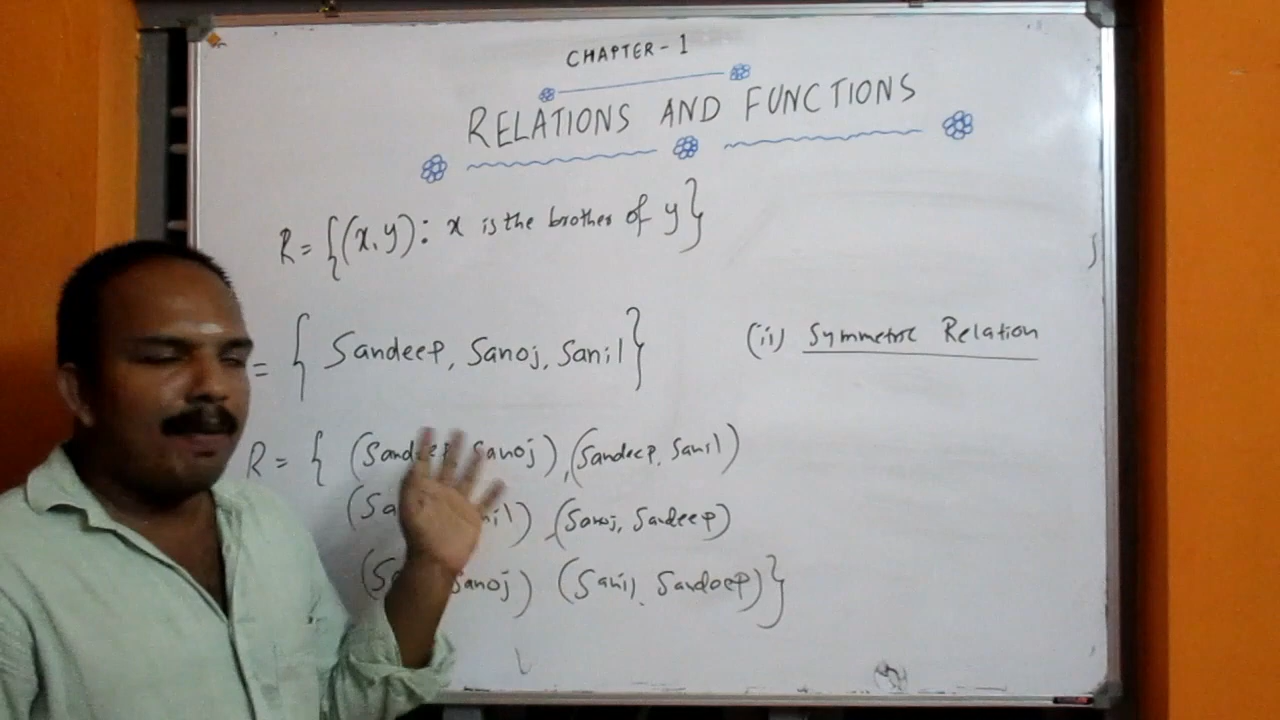 CHAPTER - 1
RELATIONS AND FUNCTIONS
R = {(x, y) : x is the brother of y}
= { Sandeep, Sanoj, Sanil }
(ii) Symmetric Relation
R = { (Sandeep, Sanoj), (Sandeep, Sanil)
(Sanoj, Sandeep)
Sanoj) (Sanil, Sandeep)}